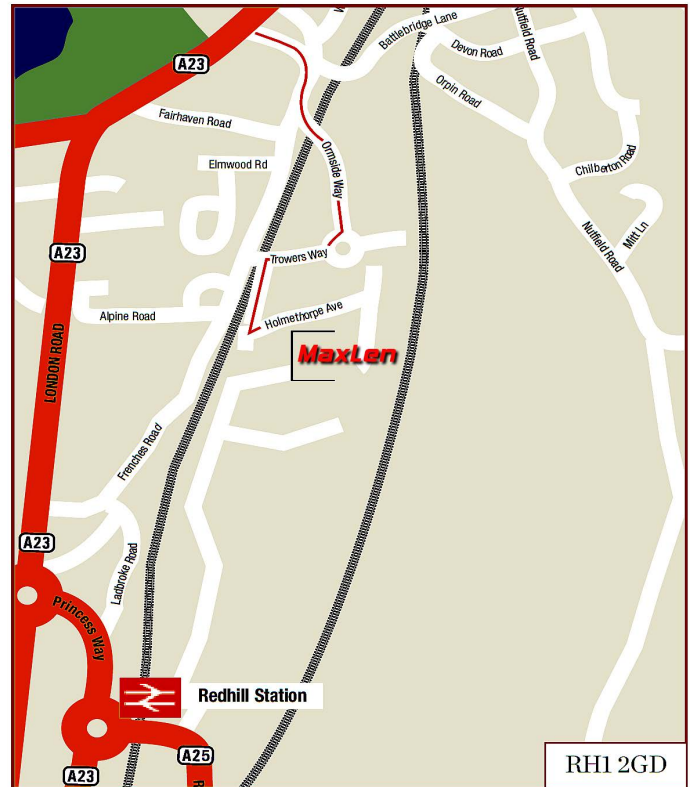 Battlebridge Lane
Nutfield Road
Devon Road
A23
Orpin Road
Fairhaven Road
Ormside Way
Elmwood Rd
Chilberton Road
Mitt Ln
Nutfield Road
A23
Trowers Way
Alpine Road
Holmethorpe Ave
MaxLen
LONDON ROAD
Frenches Road
A23
Ladbroke Road
Princess Way
Redhill Station
A25
A23
RH1 2GD